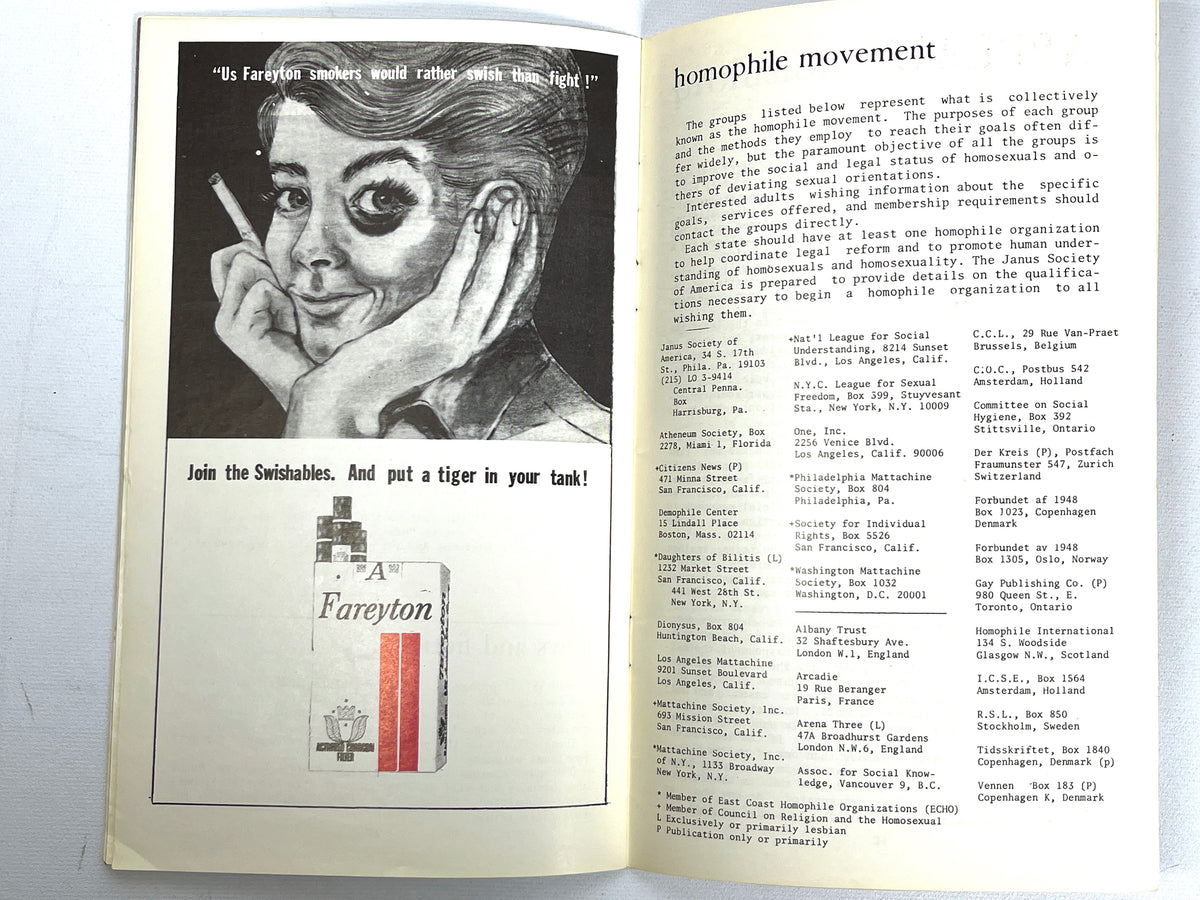 “Us Fareyton smokers would rather swish than fight !”
Join the Swishables. And put a tiger in your tank!
A
Fareyton
ACTIVATED CHARCOAL
FILTER
homophile movement
The groups listed below represent what is collectively
known as the homophile movement. The purposes of each group
and the methods they employ to reach their goals often dif-
fer widely, but the paramount objective of all the groups is
to improve the social and legal status of homosexuals and o-
thers of deviating sexual orientations.
Interested adults wishing information about the specific
goals, services offered, and membership requirements should
contact the groups directly.
Each state should have at least one homophile organization
to help coordinate legal reform and to promote human under-
standing of homosexuals and homosexuality. The Janus Society
of America is prepared to provide details on the qualifica-
tions necessary to begin a homophile organization to all
wishing them.
Janus Society of
America, 34 S. 17th
St., Phila. Pa. 19103
(215) LO 3-9414
Central Penna.
Box
Harrisburg, Pa.
Atheneum Society, Box
2278, Miami 1, Florida
+Citizens News (P)
471 Minna Street
San Francisco, Calif.
Demophile Center
15 Lindall Place
Boston, Mass. 02114
*Daughters of Bilitis (L)
1232 Market Street
San Francisco, Calif.
441 West 28th St.
New York, N.Y.
Dionysus, Box 804
Huntington Beach, Calif.
Los Angeles Mattachine
9201 Sunset Boulevard
Los Angeles, Calif.
+Mattachine Society, Inc.
693 Mission Street
San Francisco, Calif.
*Mattachine Society, Inc.
of N.Y., 1133 Broadway
New York, N.Y.
+Nat'l League for Social
Understanding, 8214 Sunset
Blvd., Los Angeles, Calif.
N.Y.C. League for Sexual
Freedom, Box 399, Stuyvesant
Sta., New York, N.Y. 10009
One, Inc.
2256 Venice Blvd.
Los Angeles, Calif. 90006
*Philadelphia Mattachine
Society, Box 804
Philadelphia, Pa.
+Society for Individual
Rights, Box 5526
San Francisco, Calif.
*Washington Mattachine
Society, Box 1032
Washington, D.C. 20001
Albany Trust
32 Shaftesbury Ave.
London W.1, England
Arcadie
19 Rue Beranger
Paris, France
Arena Three (L)
47A Broadhurst Gardens
London N.W.6, England
Assoc. for Social Know-
ledge, Vancouver 9, B.C.
C.C.L., 29 Rue Van-Praet
Brussels, Belgium
C.O.C., Postbus 542
Amsterdam, Holland
Committee on Social
Hygiene, Box 392
Stittsville, Ontario
Der Kreis (P), Postfach
Fraumunster 547, Zurich
Switzerland
Forbundet af 1948
Box 1023, Copenhagen
Denmark
Forbundet av 1948
Box 1305, Oslo, Norway
Gay Publishing Co. (P)
980 Queen St., E.
Toronto, Ontario
Homophile International
134 S. Woodside
Glasgow N.W., Scotland
I.C.S.E., Box 1564
Amsterdam, Holland
R.S.L., Box 850
Stockholm, Sweden
Tidsskriftet, Box 1840
Copenhagen, Denmark (p)
Vennen Box 183 (P)
Copenhagen K, Denmark
* Member of East Coast Homophile Organizations (ECHO)
+ Member of Council on Religion and the Homosexual
L Exclusively or primarily lesbian
P Publication only or primarily